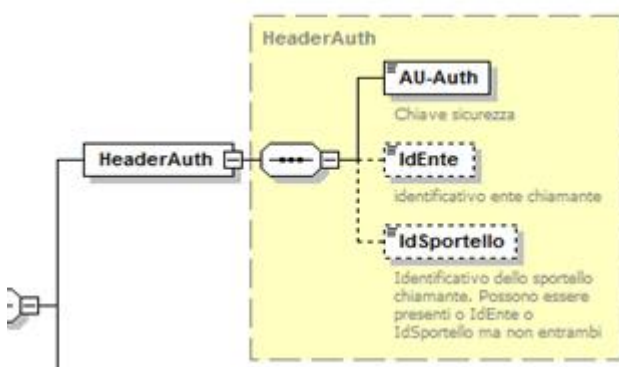 HeaderAuth
AU-Auth
Chiave sicurezza
HeaderAuth
IdEnte
identificativo ente chiamante
IdSportello
Identificativo dello sportello
chiamante. Possono essere
presenti o IdEnte o
IdSportello ma non entrambi